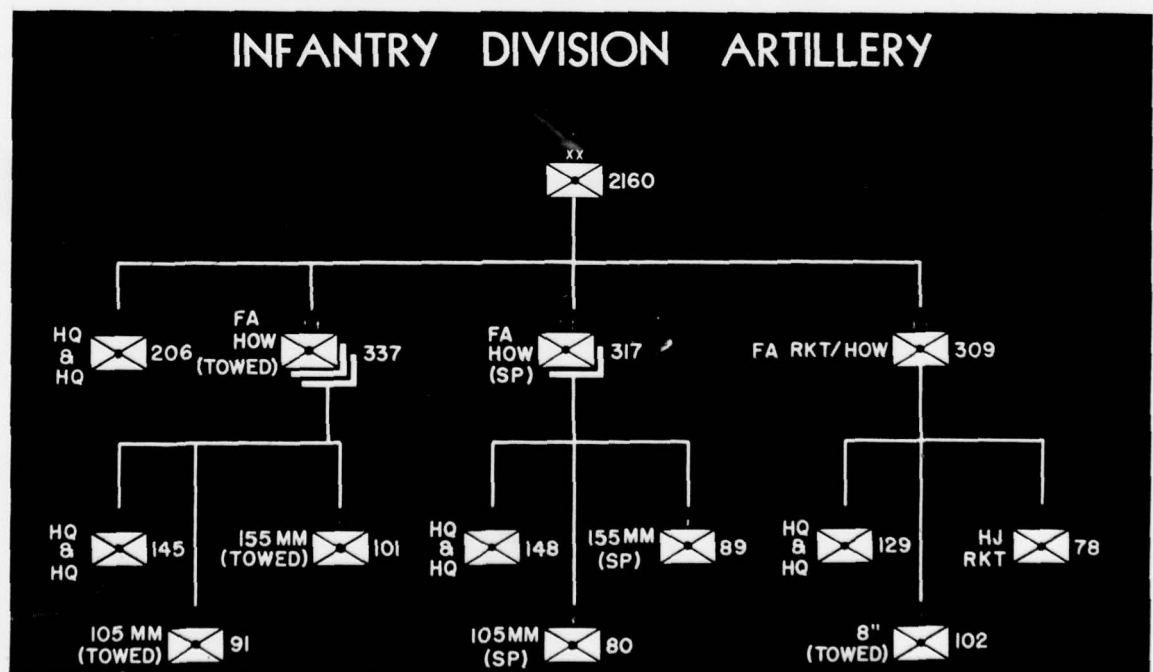 INFANTRY DIVISION ARTILLERY
XX
2160
HQ
&
HQ
206
FA
HOW
(TOWED)
337
FA
HOW
(SP)
317
FA RKT/HOW
309
HQ
&
HQ
145
155 MM
(TOWED)
101
HQ
&
HQ
148
155 MM
(SP)
89
HQ
&
HQ
129
HJ
RKT
78
105 MM
(TOWED)
91
105 MM
(SP)
80
8"
(TOWED)
102